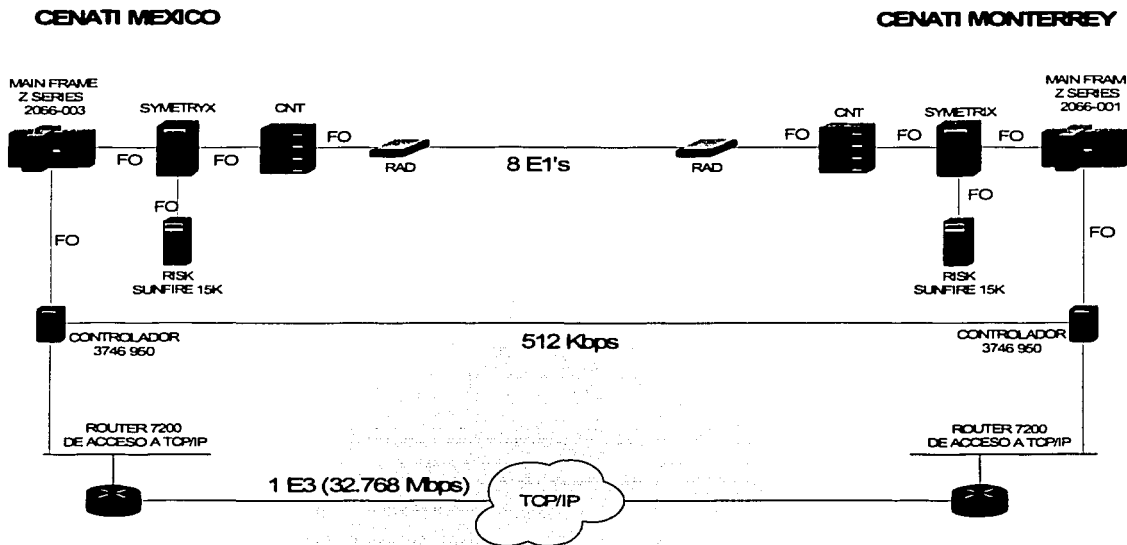 CENATI MEXICO
CENATI MONTERREY
MAIN FRAME
Z SERIES
2066-003
SYMETRYX
CNT
FO
FO
FO
RAD
8 E1's
RAD
FO
CNT
FO
SYMETRIX
FO
MAIN FRAM
Z SERIES
2066-001
FO
RISK
SUNFIRE 15K
FO
RISK
SUNFIRE 15K
FO
FO
CONTROLADOR
3746 950
512 Kbps
CONTROLADOR
3746 950
ROUTER 7200
DE ACCESO A TCP/IP
ROUTER 7200
DE ACCESO A TCP/IP
1 E3 (32.768 Mbps)
TCP/IP